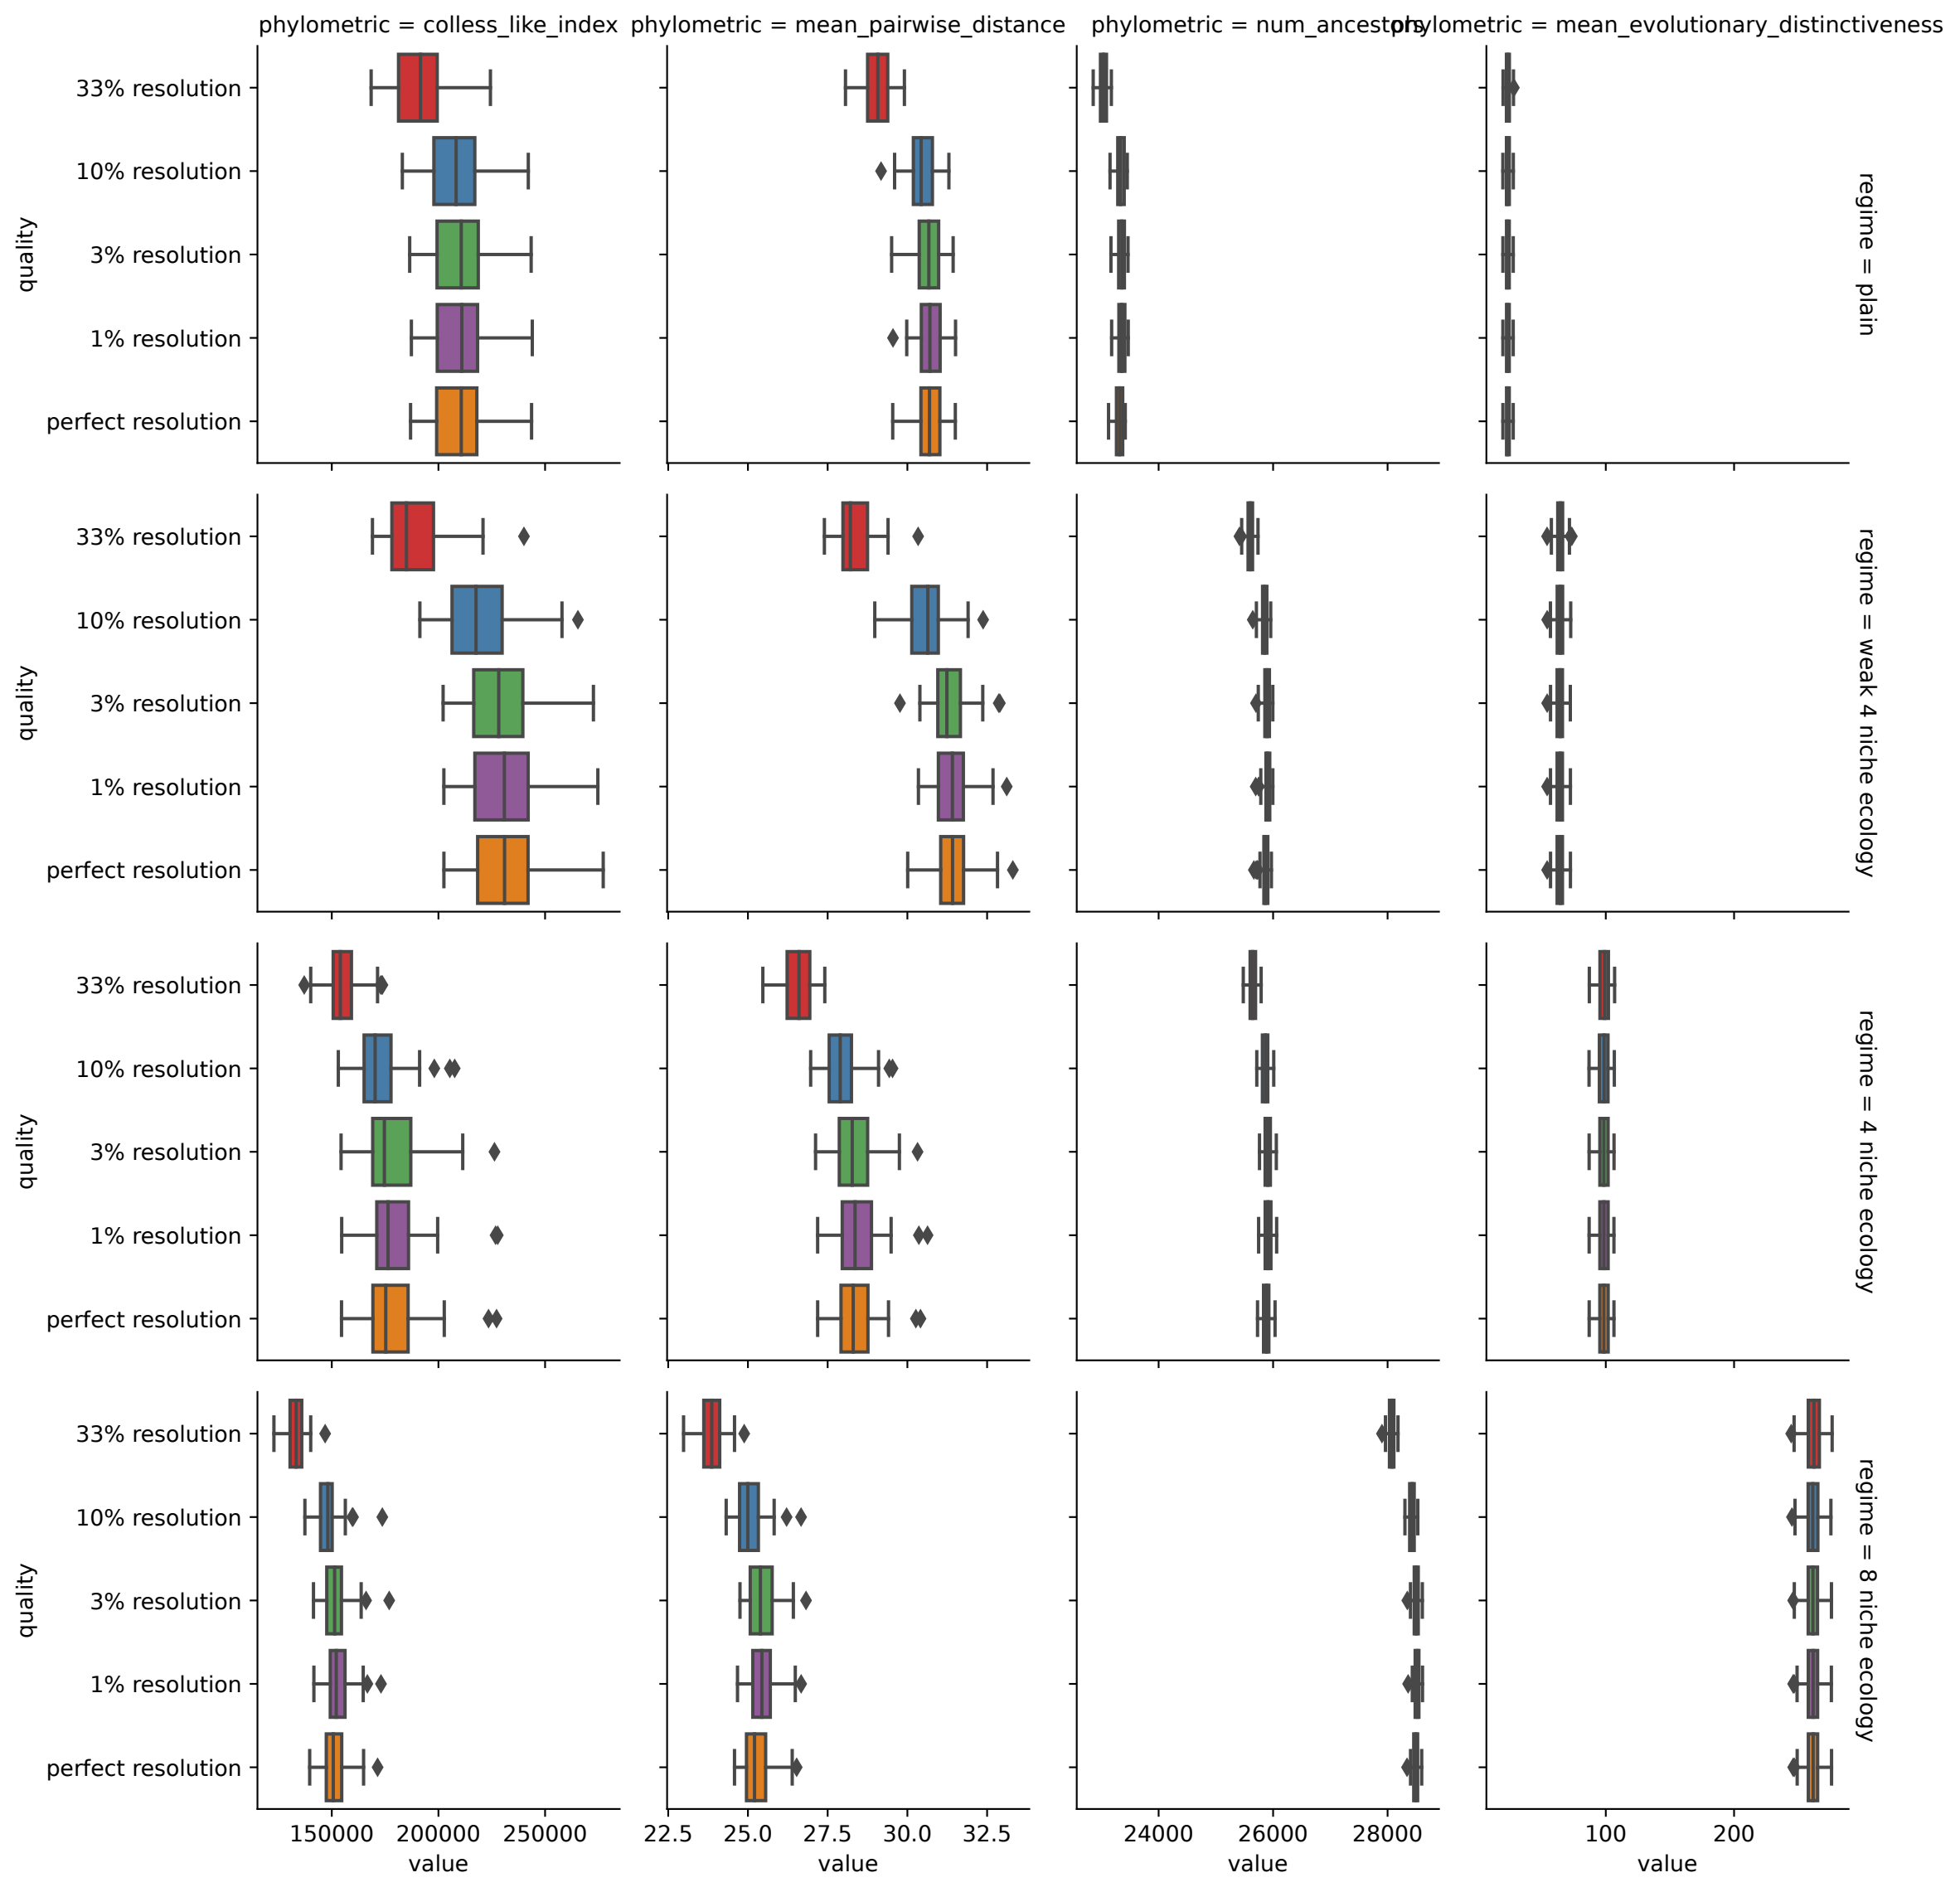 phylometric = colless_like_index
phylometric = mean_pairwise_distance
phylometric = num_ancestors
phylometric = mean_evolutionary_distinctiveness
quality
33% resolution
10% resolution
3% resolution
1% resolution
perfect resolution
regime = plain
quality
33% resolution
10% resolution
3% resolution
1% resolution
perfect resolution
regime = weak 4 niche ecology
quality
33% resolution
10% resolution
3% resolution
1% resolution
perfect resolution
regime = 4 niche ecology
quality
33% resolution
10% resolution
3% resolution
1% resolution
perfect resolution
regime = 8 niche ecology
150000 200000 250000
22.5 25.0 27.5 30.0 32.5
24000 26000 28000
100 200
value
value
value
value